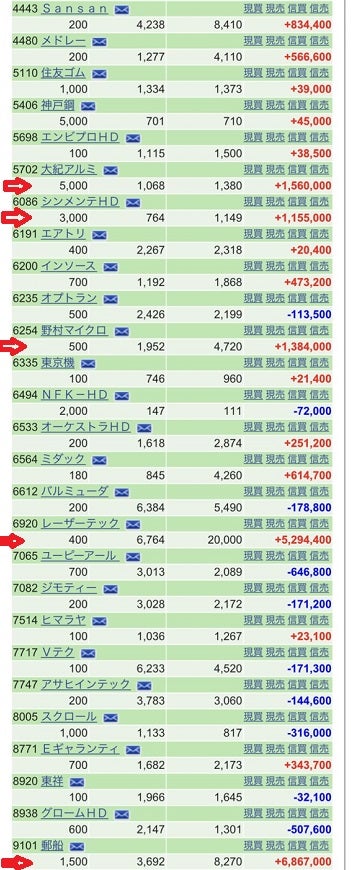 4443 Ｓａｎｓａｎ 現買 現売 信買 信売
200 4,238 8,410 +834,400
4480 メドレー 現買 現売 信買 信売
200 1,277 4,110 +566,600
5110 住友ゴム 現買 現売 信買 信売
1,000 1,334 1,373 +39,000
5406 神戸鋼 現買 現売 信買 信売
5,000 701 710 +45,000
5698 エンビプロＨＤ 現買 現売 信買 信売
100 1,115 1,500 +38,500
5702 大紀アルミ 現買 現売 信買 信売
5,000 1,068 1,380 +1,560,000
6086 シンメンテＨＤ 現買 現売 信買 信売
3,000 764 1,149 +1,155,000
6191 エアトリ 現買 現売 信買 信売
400 2,267 2,318 +20,400
6200 インソース 現買 現売 信買 信売
700 1,192 1,868 +473,200
6235 オプトラン 現買 現売 信買 信売
500 2,426 2,199 -113,500
6254 野村マイクロ 現買 現売 信買 信売
500 1,952 4,720 +1,384,000
6335 東京機 現買 現売 信買 信売
100 746 960 +21,400
6494 ＮＦＫ－ＨＤ 現買 現売 信買 信売
2,000 147 111 -72,000
6533 オーケストラＨＤ 現買 現売 信買 信売
200 1,618 2,874 +251,200
6564 ミダック 現買 現売 信買 信売
180 845 4,260 +614,700
6612 バルミューダ 現買 現売 信買 信売
200 6,384 5,490 -178,800
6920 レーザーテック 現買 現売 信買 信売
400 6,764 20,000 +5,294,400
7065 ユーピーアール 現買 現売 信買 信売
700 3,013 2,089 -646,800
7082 ジモティー 現買 現売 信買 信売
200 3,028 2,172 -171,200
7514 ヒマラヤ 現買 現売 信買 信売
100 1,036 1,267 +23,100
7717 Ｖテク 現買 現売 信買 信売
100 6,233 4,520 -171,300
7747 アサヒインテック 現買 現売 信買 信売
200 3,783 3,060 -144,600
8005 スクロール 現買 現売 信買 信売
1,000 1,133 817 -316,000
8771 Ｅギャランティ 現買 現売 信買 信売
700 1,682 2,173 +343,700
8920 東祥 現買 現売 信買 信売
100 1,966 1,645 -32,100
8938 グロームＨＤ 現買 現売 信買 信売
600 2,147 1,301 -507,600
9101 郵船 現買 現売 信買 信売
1,500 3,692 8,270 +6,867,000